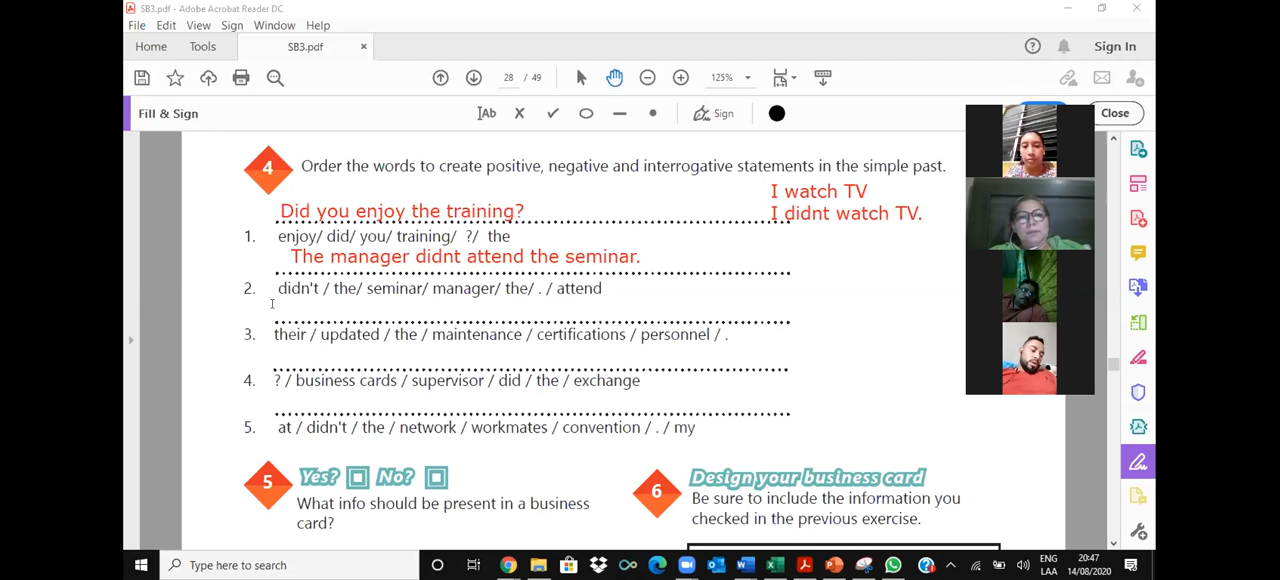 SB3.pdf - Adobe Acrobat Reader DC
File Edit View Sign Window Help
Home Tools SB3.pdf × Sign In
28 / 49 125%
Fill & Sign Ab Sign Close
4 Order the words to create positive, negative and interrogative statements in the simple past.
I watch TV
Did you enjoy the training? I didnt watch TV.
1. enjoy/ did/ you/ training/ ?/ the
The manager didnt attend the seminar.
2. didn't / the/ seminar/ manager/ the/ . / attend
3. their / updated / the / maintenance / certifications / personnel / .
4. ? / business cards / supervisor / did / the / exchange
5. at / didn't / the / network / workmates / convention / . / my
5 Yes? No?
What info should be present in a business
card?
6 Design your business card
Be sure to include the information you
checked in the previous exercise.
Type here to search
ENG 20:47
LAA 14/08/2020